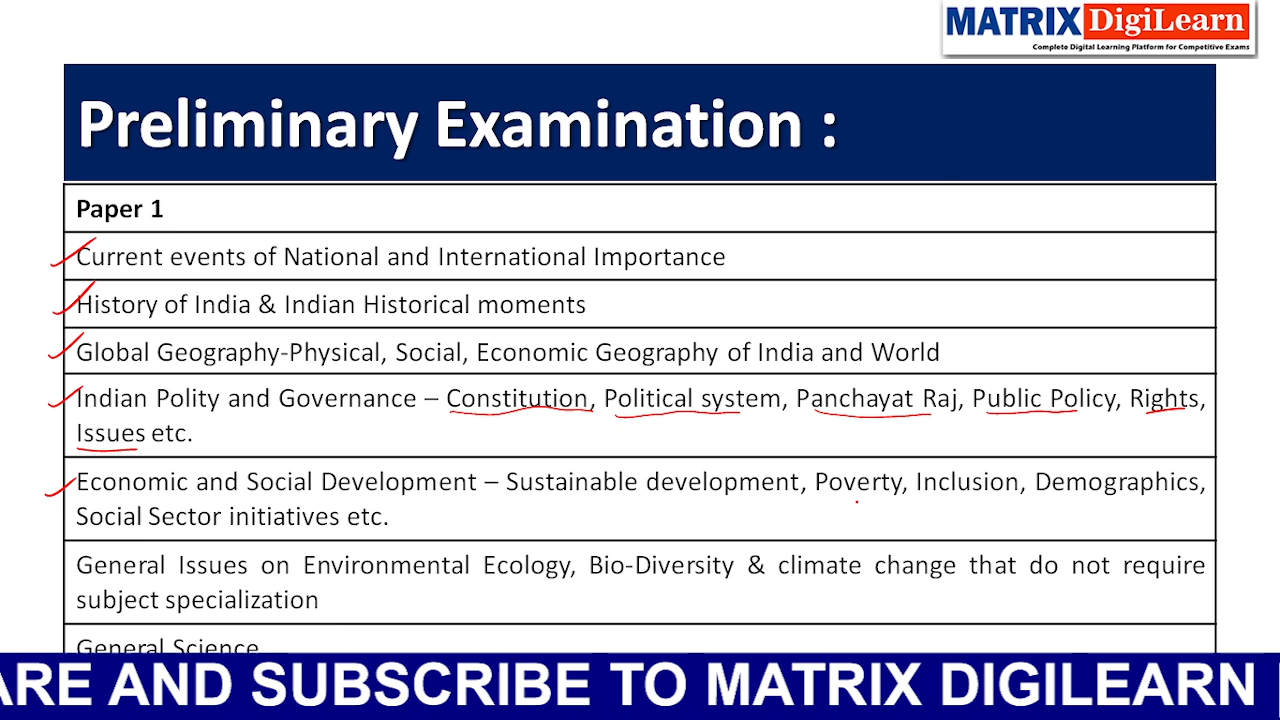 MATRIX DigiLearn
Complete Digital Learning Platform for Competitive Exams
Preliminary Examination :
Paper 1
Current events of National and International Importance
History of India & Indian Historical moments
Global Geography-Physical, Social, Economic Geography of India and World
Indian Polity and Governance – Constitution, Political system, Panchayat Raj, Public Policy, Rights,
Issues etc.
Economic and Social Development – Sustainable development, Poverty, Inclusion, Demographics,
Social Sector initiatives etc.
General Issues on Environmental Ecology, Bio-Diversity & climate change that do not require
subject specialization
General Science
ARE AND SUBSCRIBE TO MATRIX DIGILEARN